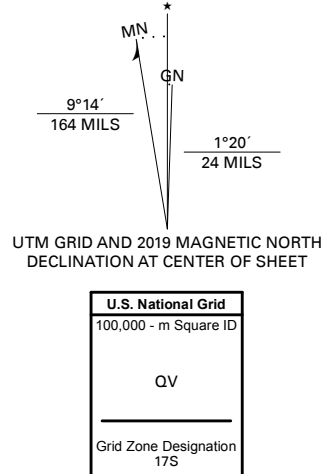 ★
MN
GN
9°14´
164 MILS
1°20´
24 MILS
UTM GRID AND 2019 MAGNETIC NORTH
DECLINATION AT CENTER OF SHEET
U.S. National Grid
100,000 - m Square ID
QV
Grid Zone Designation
17S